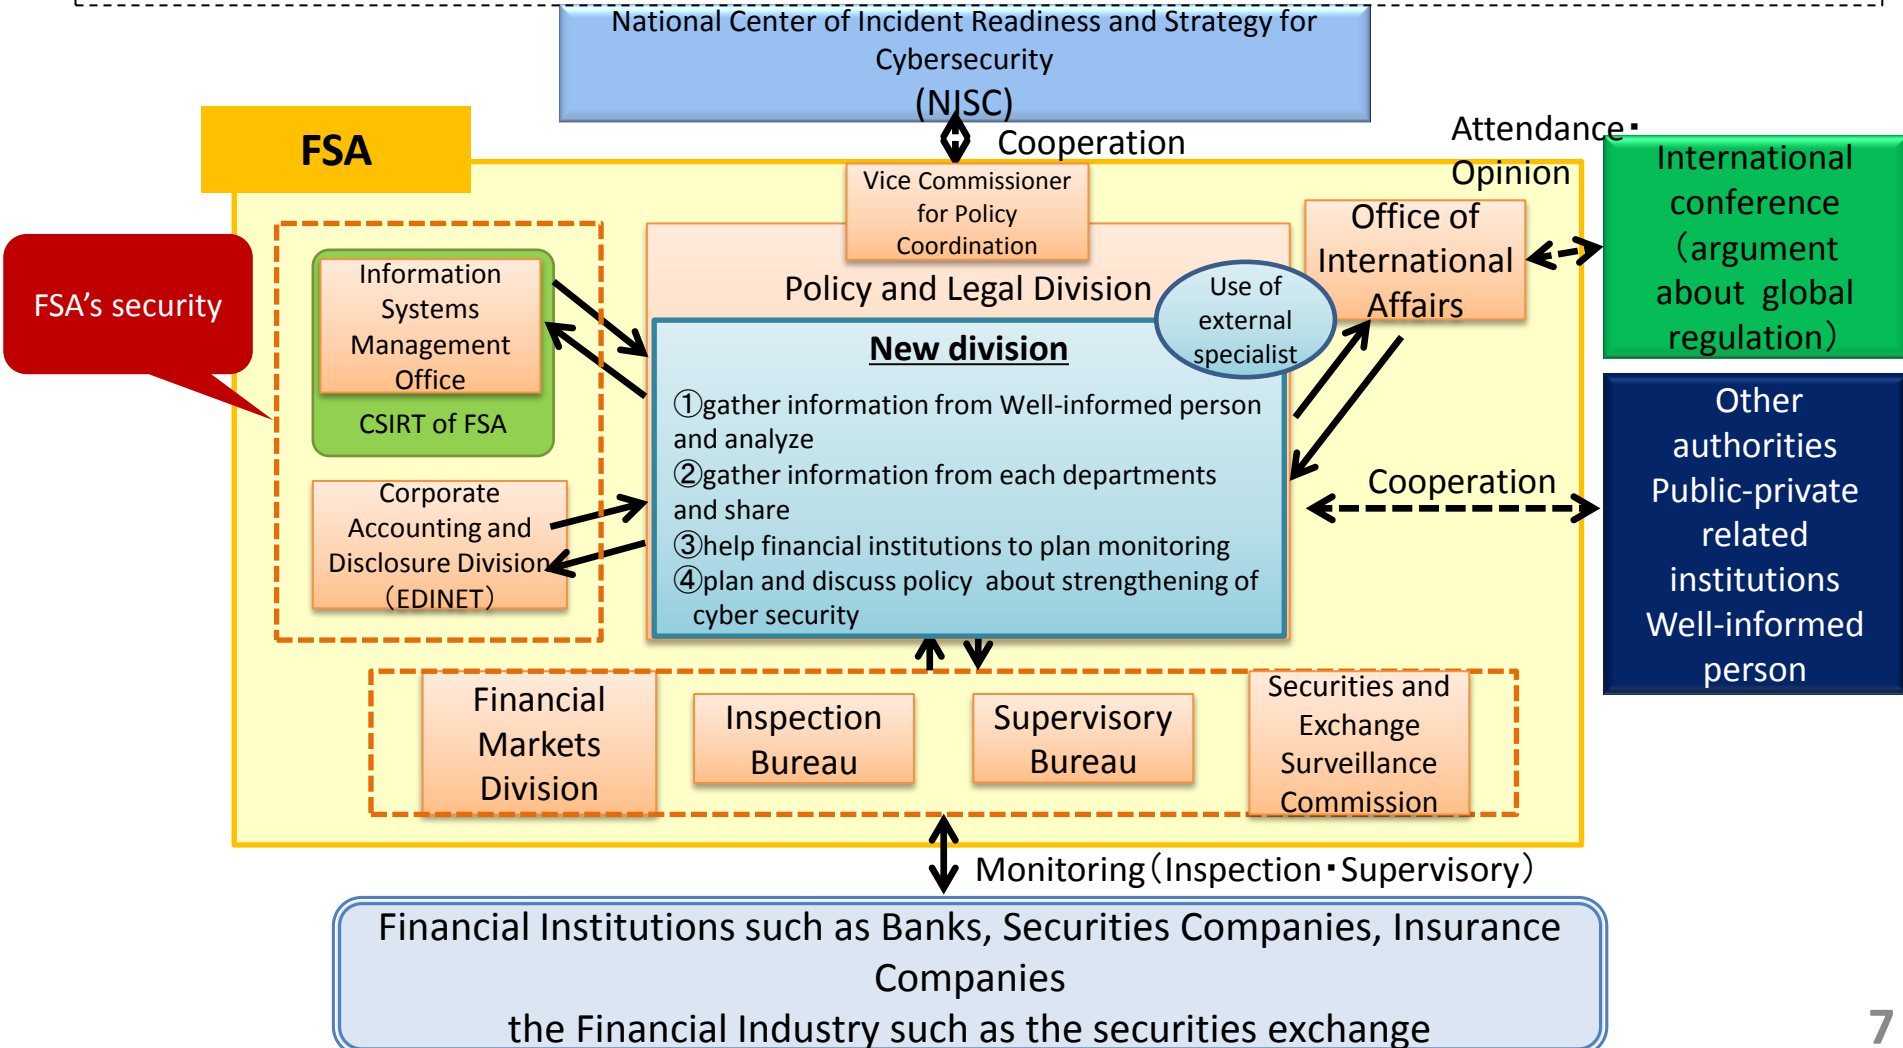 National Center of Incident Readiness and Strategy for
Cybersecurity
(NISC)
Cooperation
FSA
Attendance・
Opinion
Vice Commissioner
for Policy
Coordination
Office of
International
Affairs
International
conference
（argument
about global
regulation）
FSA's security
Information
Systems
Management
Office
CSIRT of FSA
Policy and Legal Division
Use of
external
specialist
New division
①gather information from Well-informed person
and analyze
②gather information from each departments
and share
③help financial institutions to plan monitoring
④plan and discuss policy about strengthening of
cyber security
Corporate
Accounting and
Disclosure Division
（EDINET）
Cooperation
Other
authorities
Public-private
related
institutions
Well-informed
person
Financial
Markets
Division
Inspection
Bureau
Supervisory
Bureau
Securities and
Exchange
Surveillance
Commission
Monitoring（Inspection・Supervisory）
Financial Institutions such as Banks, Securities Companies, Insurance
Companies
the Financial Industry such as the securities exchange
7